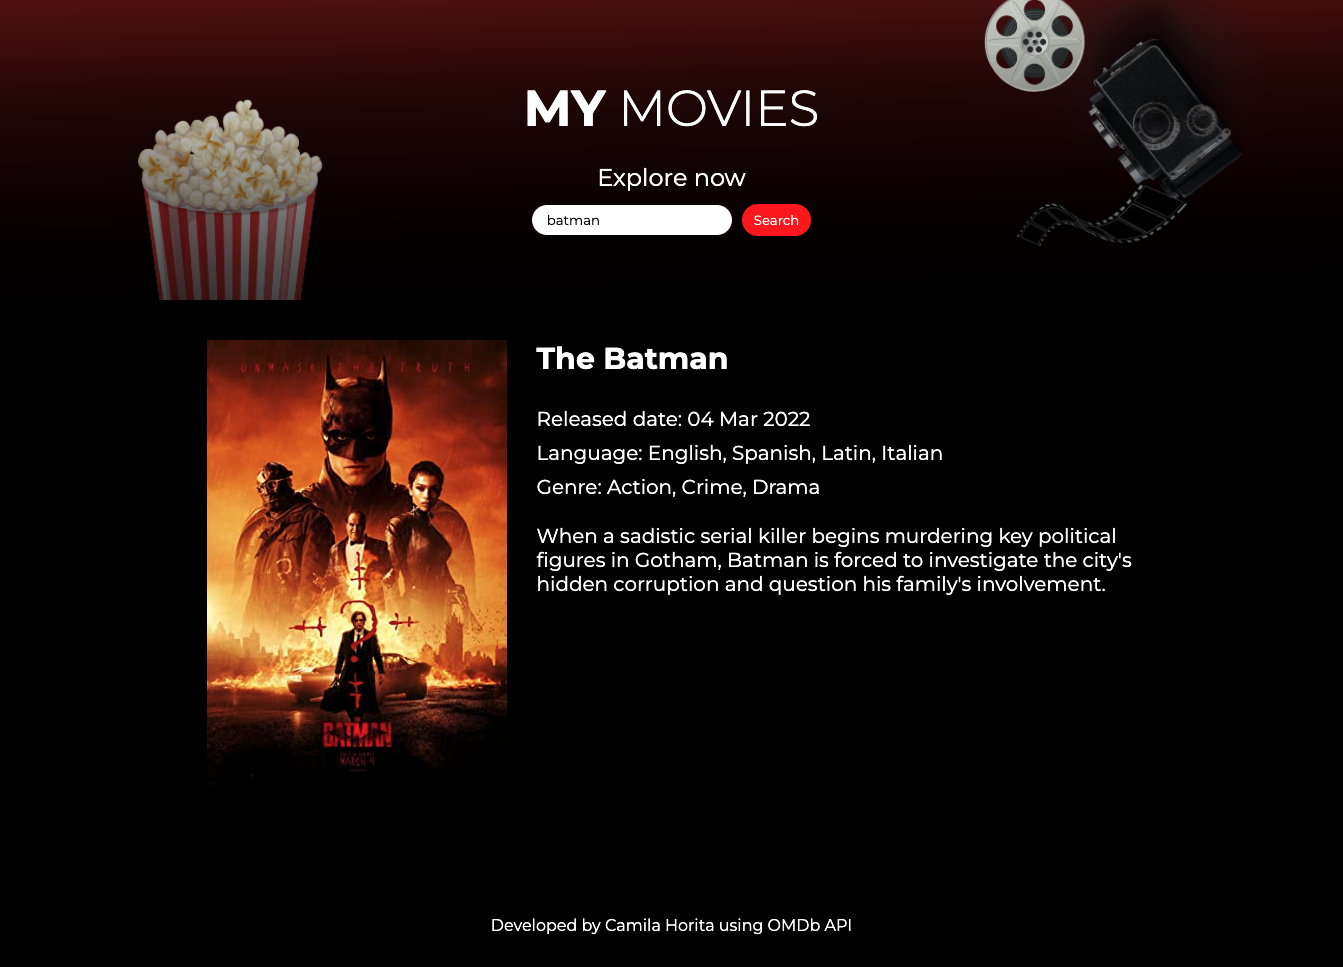 MY MOVIES
Explore now
batman
Search
UNMASK THE TRUTH
The Batman
Released date: 04 Mar 2022
Language: English, Spanish, Latin, Italian
Genre: Action, Crime, Drama
When a sadistic serial killer begins murdering key political
figures in Gotham, Batman is forced to investigate the city's
hidden corruption and question his family's involvement.
BATMAN
MARCH 4
Developed by Camila Horita using OMDb API